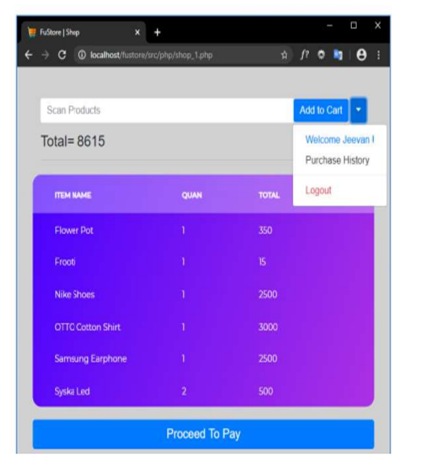 FuStore | Shop
localhost/fustore/src/php/shop_1.php
Scan Products
Add to Cart
Total= 8615
Welcome Jeevan
Purchase History
Logout
ITEM NAME QUAN TOTAL
Flower Pot 1 350
Frooti 1 15
Nike Shoes 1 2500
OTTC Cotton Shirt 1 3000
Samsung Earphone 1 2500
Syska Led 2 500
Proceed To Pay